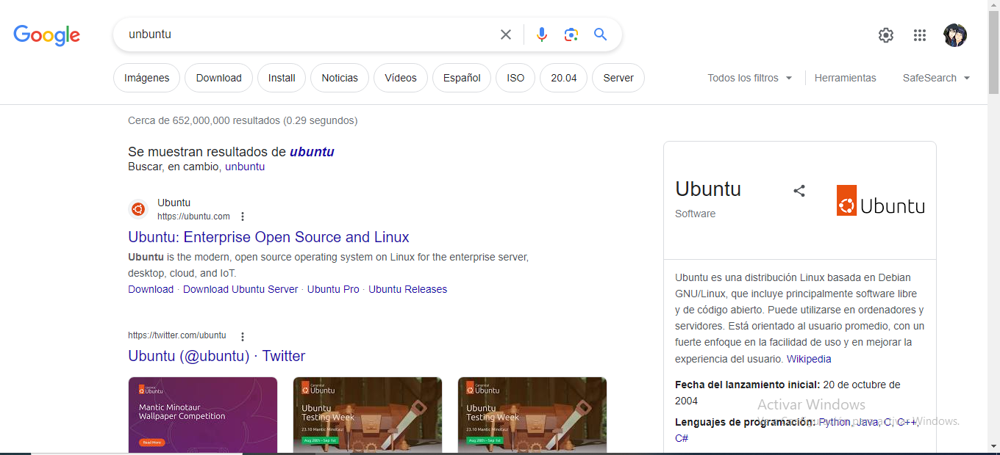 Google
unbuntu
Imágenes
Download
Install
Noticias
Vídeos
Español
ISO
20.04
Server
Todos los filtros
Herramientas
SafeSearch
Cerca de 652,000,000 resultados (0.29 segundos)
Se muestran resultados de ubuntu
Buscar, en cambio, unbuntu
Ubuntu
https://ubuntu.com
Ubuntu: Enterprise Open Source and Linux
Ubuntu is the modern, open source operating system on Linux for the enterprise server,
desktop, cloud, and IoT.
Download · Download Ubuntu Server · Ubuntu Pro · Ubuntu Releases
https://twitter.com/ubuntu
Ubuntu (@ubuntu) · Twitter
Ubuntu
Mantic Minotaur
Wallpaper Competition
Read More
Canonical
Ubuntu
Ubuntu
Testing Week
23.10 Mantic Minotaur
Aug 28th - Sep 1st
Canonical
Ubuntu
Ubuntu
Testing Week
23.10 Mantic Minotaur
Aug 28th - Sep 1st
Ubuntu
Software
Ubuntu
Ubuntu es una distribución Linux basada en Debian
GNU/Linux, que incluye principalmente software libre
y de código abierto. Puede utilizarse en ordenadores y
servidores. Está orientado al usuario promedio, con un
fuerte enfoque en la facilidad de uso y en mejorar la
experiencia del usuario. Wikipedia
Fecha del lanzamiento inicial: 20 de octubre de
2004
Lenguajes de programación: Python, Java, C, C++,
C#
Activar Windows
Ve a Configuración para activar Windows.